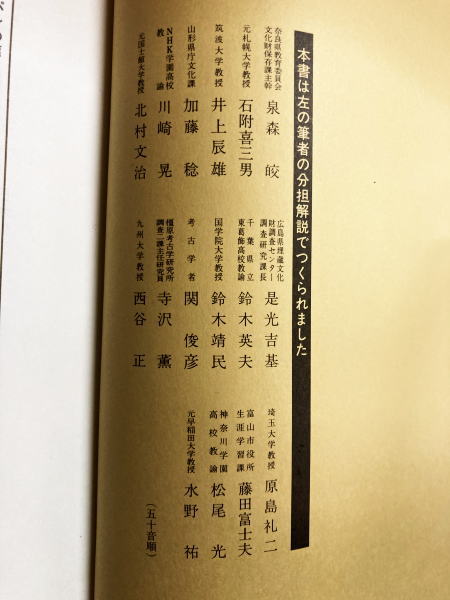 本書は左の筆者の分担解説でつくられました
奈良県教育委員会
文化財保存課主幹
泉森 皎
元札幌大学教授
石附喜三男
筑波大学教授
井上辰雄
山形県庁文化課
加藤 稔
NHK学園高校
教諭
川崎 晃
元国士舘大学教授
北村文治
広島県埋蔵文化
財調査センター
調査研究課長
是光吉基
千葉県立
東葛飾高校教諭
鈴木英夫
国学院大学教授
鈴木靖民
考古学者
関 俊彦
橿原考古学研究所
調査二課主任研究員
寺沢 薫
九州大学教授
西谷 正
埼玉大学教授
原島礼二
富山市役所
生涯学習課
藤田富士夫
神奈川学園
高校教諭
松尾 光
元早稲田大学教授
水野 祐
(五十音順)